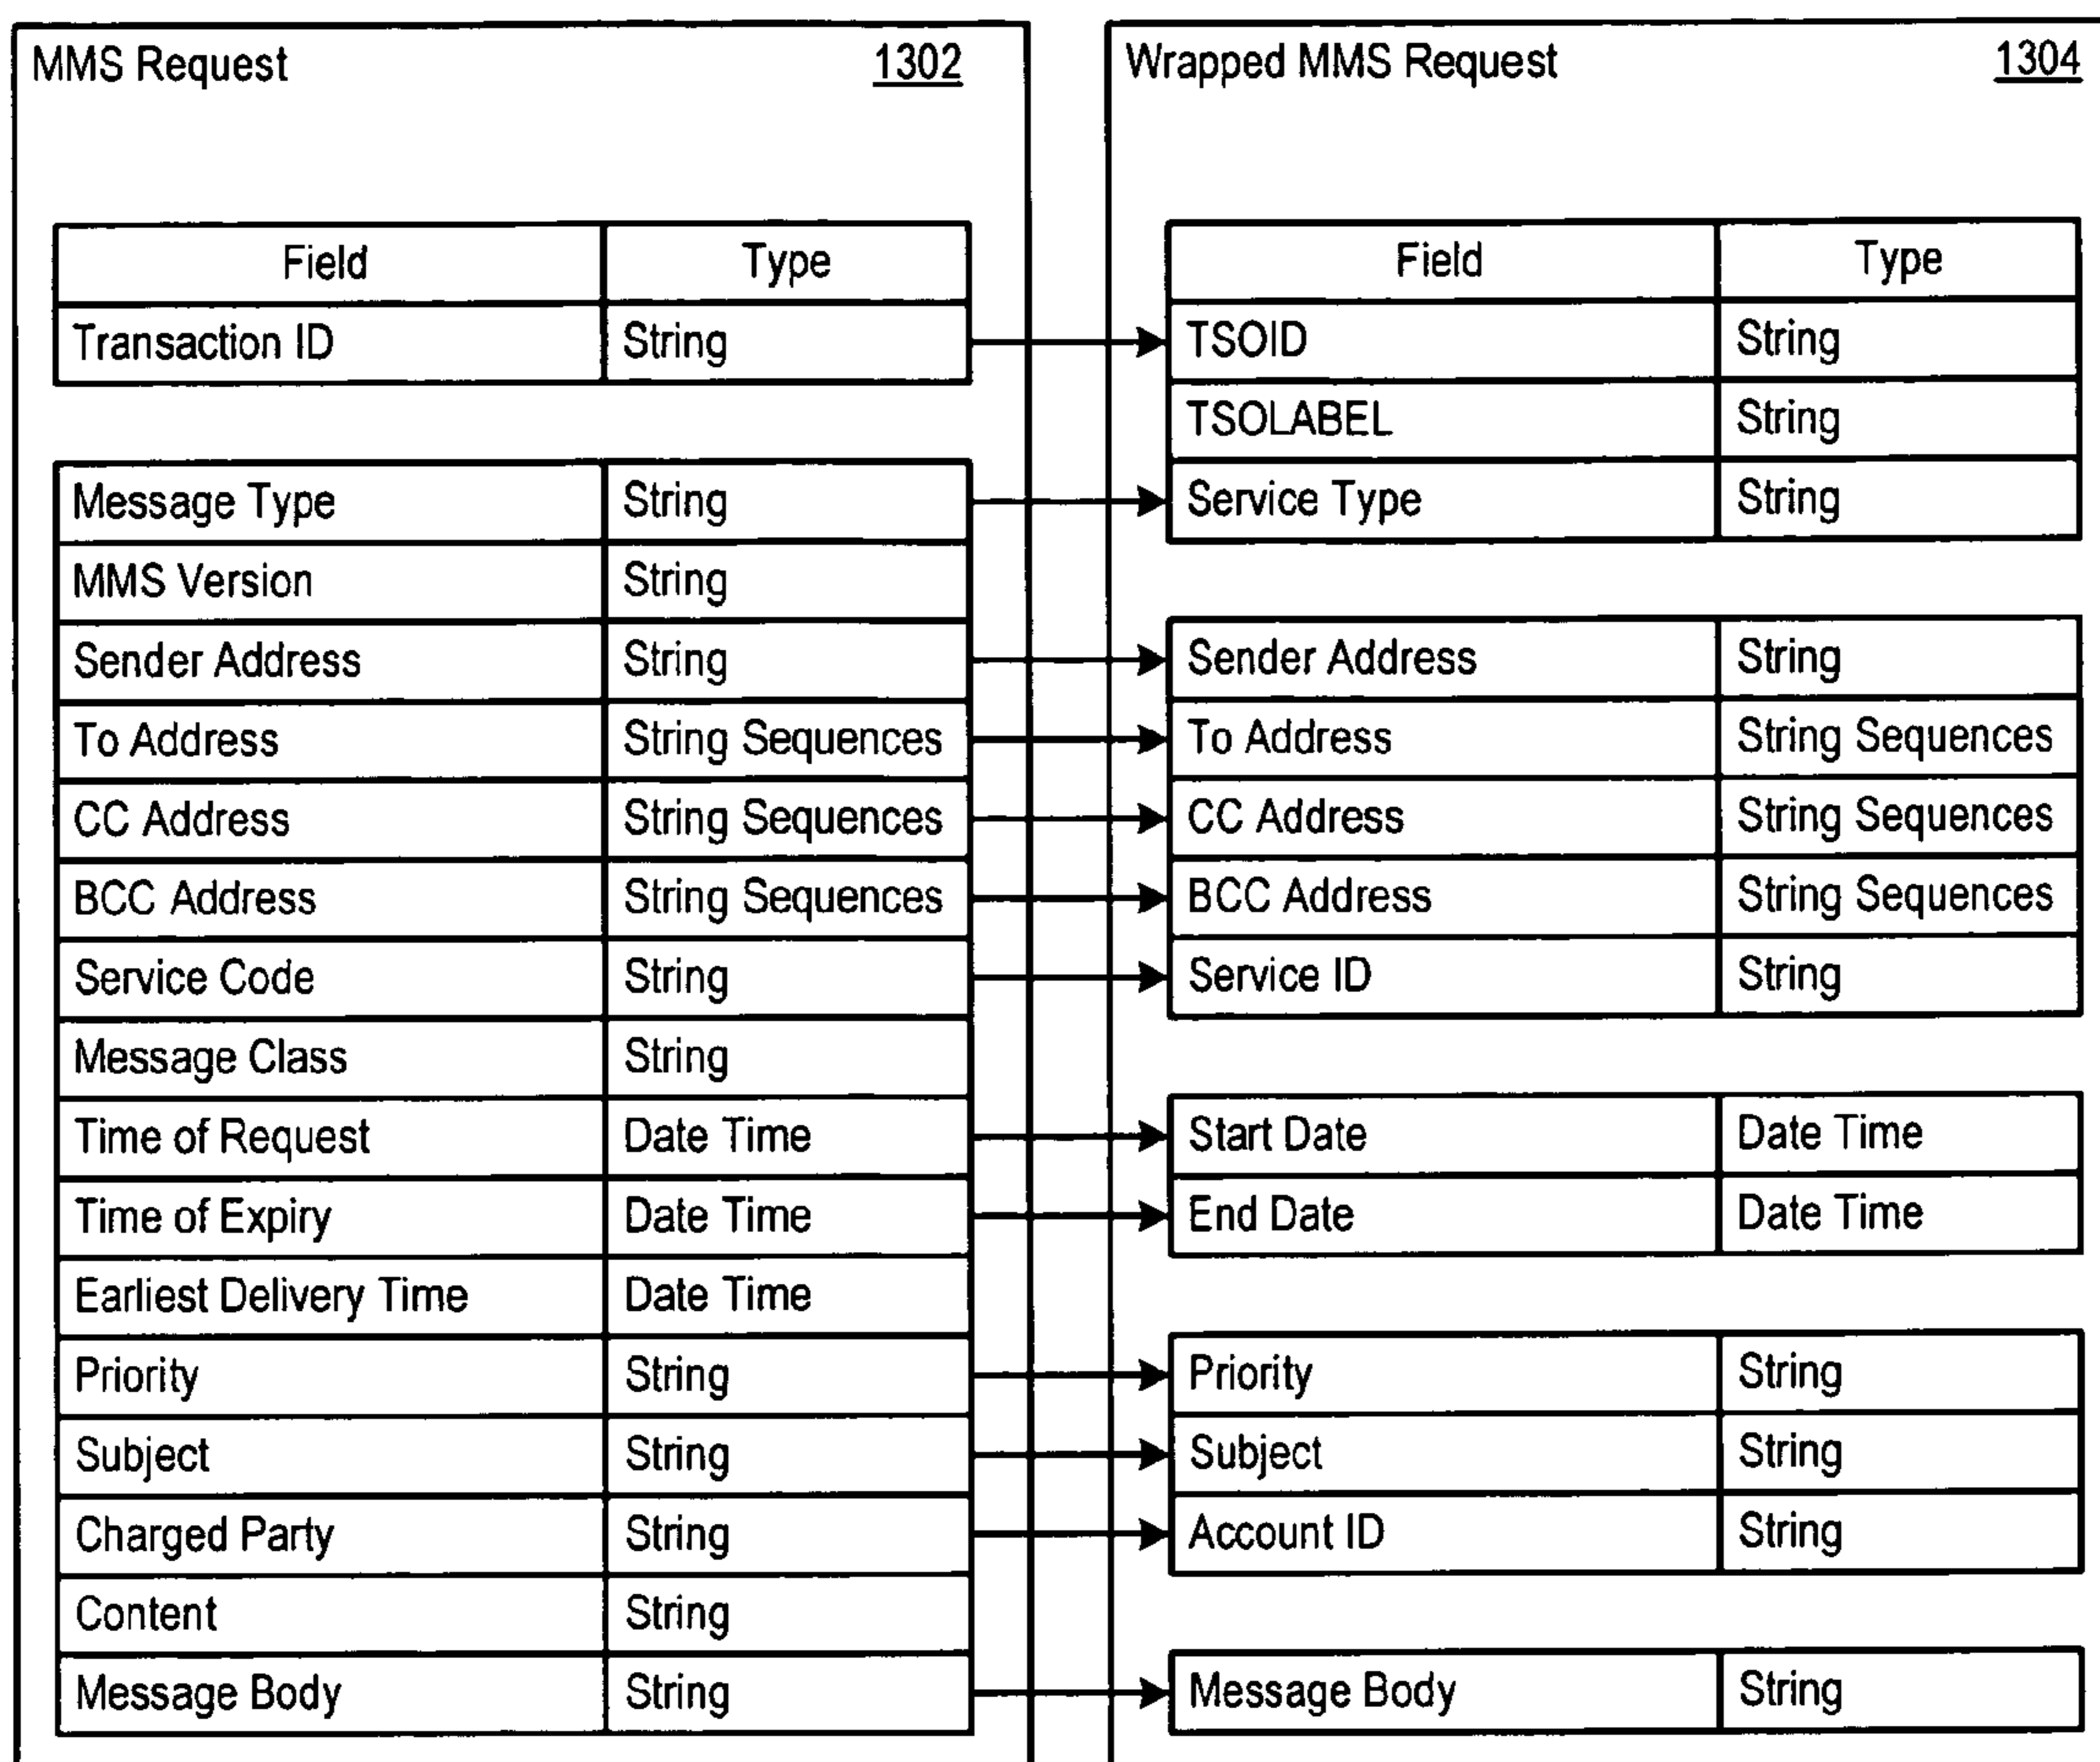 MMS Request 1302
Field Type
Transaction ID String
Message Type String
MMS Version String
Sender Address String
To Address String Sequences
CC Address String Sequences
BCC Address String Sequences
Service Code String
Message Class String
Time of Request Date Time
Time of Expiry Date Time
Earliest Delivery Time Date Time
Priority String
Subject String
Charged Party String
Content String
Message Body String
Wrapped MMS Request 1304
Field Type
TSOID String
TSOLABEL String
Service Type String
Sender Address String
To Address String Sequences
CC Address String Sequences
BCC Address String Sequences
Service ID String
Start Date Date Time
End Date Date Time
Priority String
Subject String
Account ID String
Message Body String